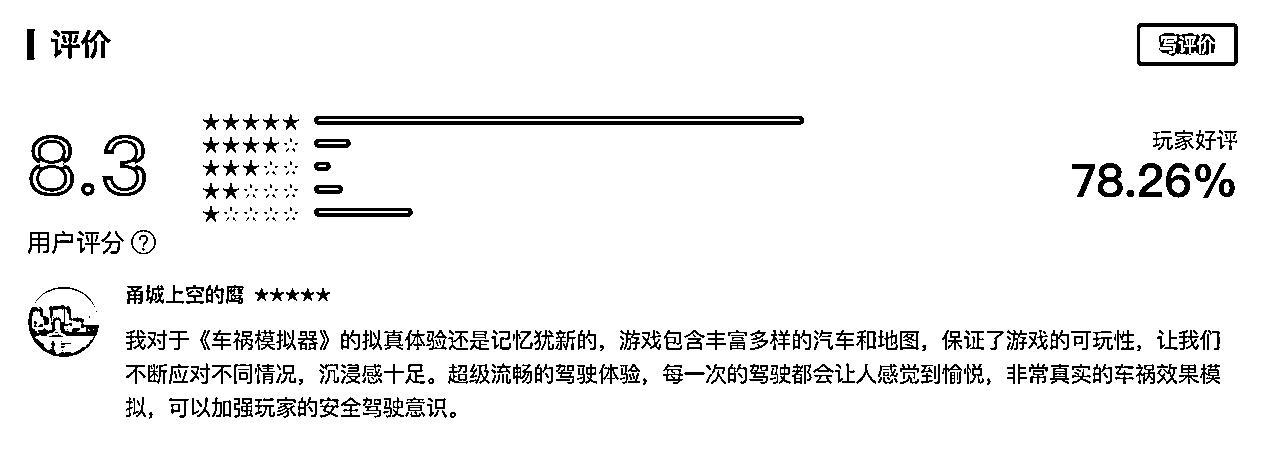 评价
写评价
8.3
★★★★★
★★★★☆
★★★☆☆
★★☆☆☆
★☆☆☆☆
玩家好评
78.26%
用户评分?
甬城上空的鹰 ★★★★★
我对于《车祸模拟器》的拟真体验还是记忆犹新的，游戏包含丰富多样的汽车和地图，保证了游戏的可玩性，让我们
不断应对不同情况，沉浸感十足。超级流畅的驾驶体验，每一次的驾驶都会让人感觉到愉悦，非常真实的车祸效果模
拟，可以加强玩家的安全驾驶意识。